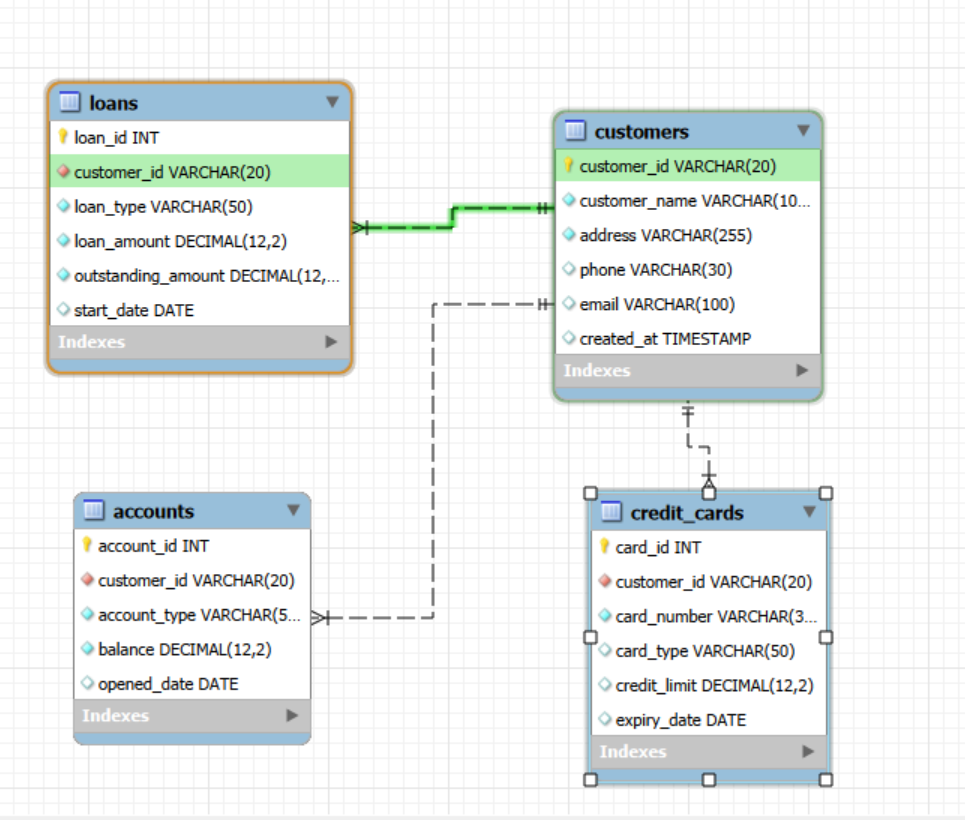 loans
loan_id INT
customer_id VARCHAR(20)
loan_type VARCHAR(50)
loan_amount DECIMAL(12,2)
outstanding_amount DECIMAL(12,...
start_date DATE
Indexes
customers
customer_id VARCHAR(20)
customer_name VARCHAR(10...
address VARCHAR(255)
phone VARCHAR(30)
email VARCHAR(100)
created_at TIMESTAMP
Indexes
accounts
account_id INT
customer_id VARCHAR(20)
account_type VARCHAR(5...
balance DECIMAL(12,2)
opened_date DATE
Indexes
credit_cards
card_id INT
customer_id VARCHAR(20)
card_number VARCHAR(3...
card_type VARCHAR(50)
credit_limit DECIMAL(12,2)
expiry_date DATE
Indexes